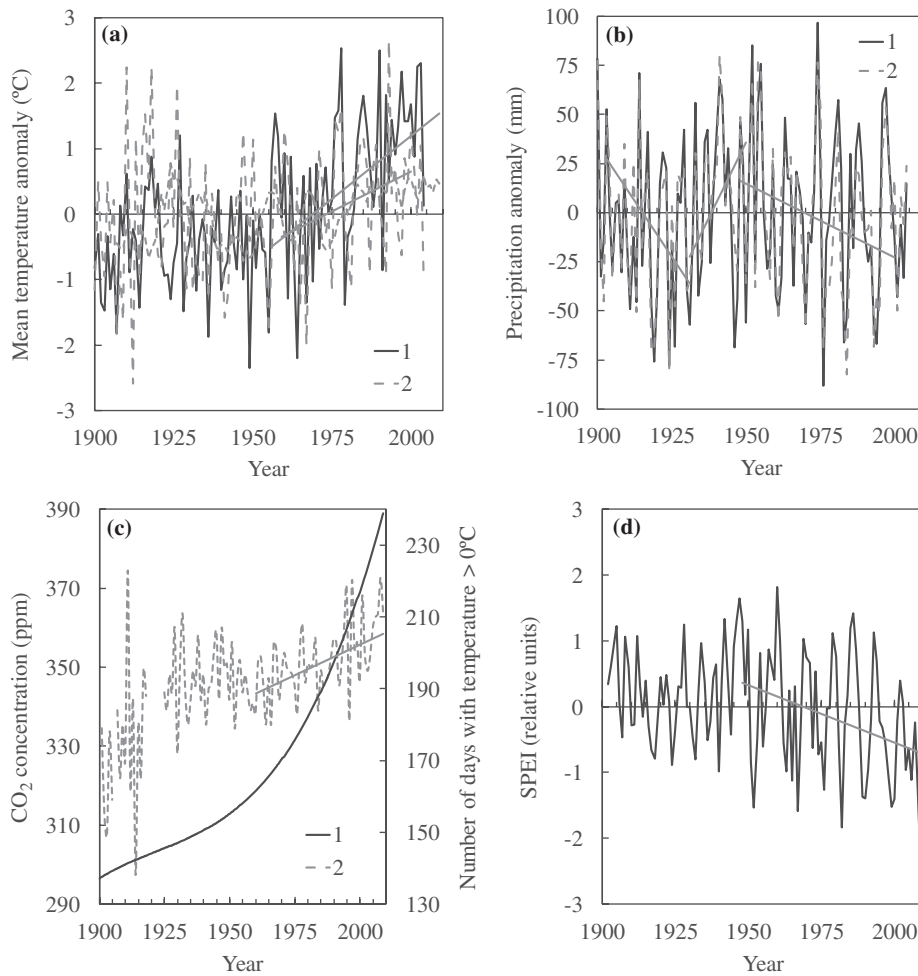 (a)
Mean temperature anomaly (ºC)
3
2
1
0
-1
-2
-3
1
2
1900 1925 1950 1975 2000
Year
(b)
Precipitation anomaly (mm)
100
75
50
25
0
-25
-50
-75
-100
1
2
1900 1925 1950 1975 2000
Year
(c)
CO2 concentration (ppm)
390
370
350
330
310
290
1
2
230
210
190
170
150
130
Number of days with temperature > 0ºC
1900 1925 1950 1975 2000
Year
(d)
SPEI (relative units)
3
2
1
0
-1
-2
-3
1900 1925 1950 1975 2000
Year